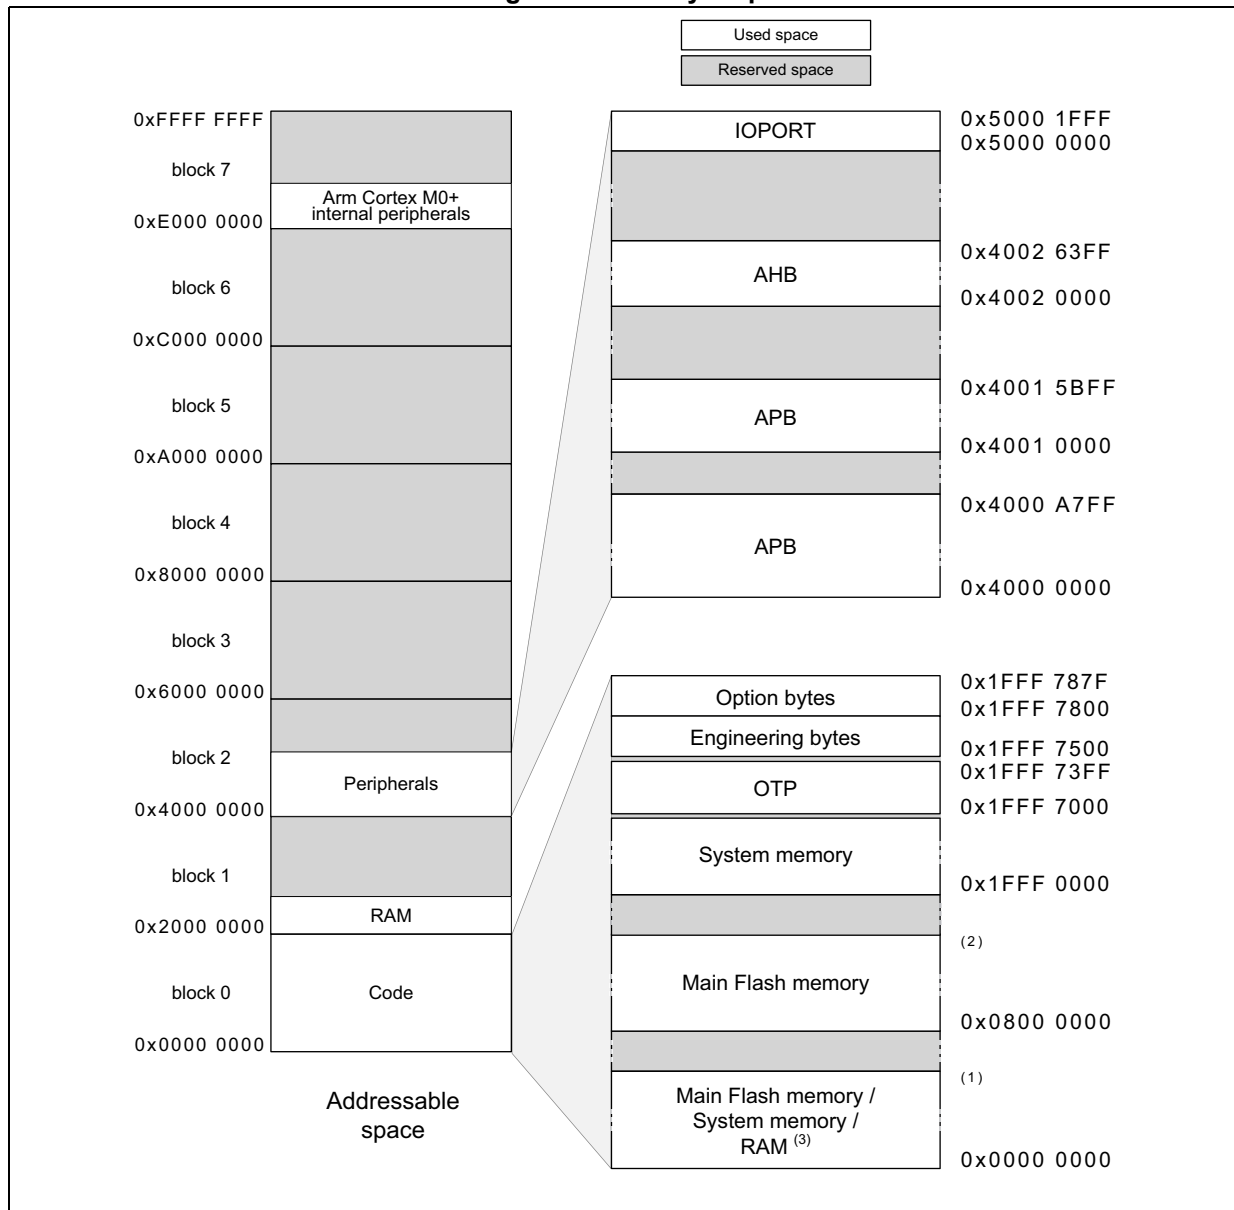 Used space
Reserved space
0xFFFF FFFF
block 7
Arm Cortex M0+
internal peripherals
0xE000 0000
block 6
0xC000 0000
block 5
0xA000 0000
block 4
0x8000 0000
block 3
0x6000 0000
block 2
Peripherals
0x4000 0000
block 1
RAM
0x2000 0000
block 0
Code
0x0000 0000
Addressable
space
IOPORT
0x5000 1FFF
0x5000 0000
AHB
0x4002 63FF
0x4002 0000
APB
0x4001 5BFF
0x4001 0000
APB
0x4000 A7FF
0x4000 0000
Option bytes
0x1FFF 787F
0x1FFF 7800
Engineering bytes
0x1FFF 7500
OTP
0x1FFF 73FF
0x1FFF 7000
System memory
0x1FFF 0000
(2)
Main Flash memory
0x0800 0000
(1)
Main Flash memory /
System memory /
RAM (3)
0x0000 0000